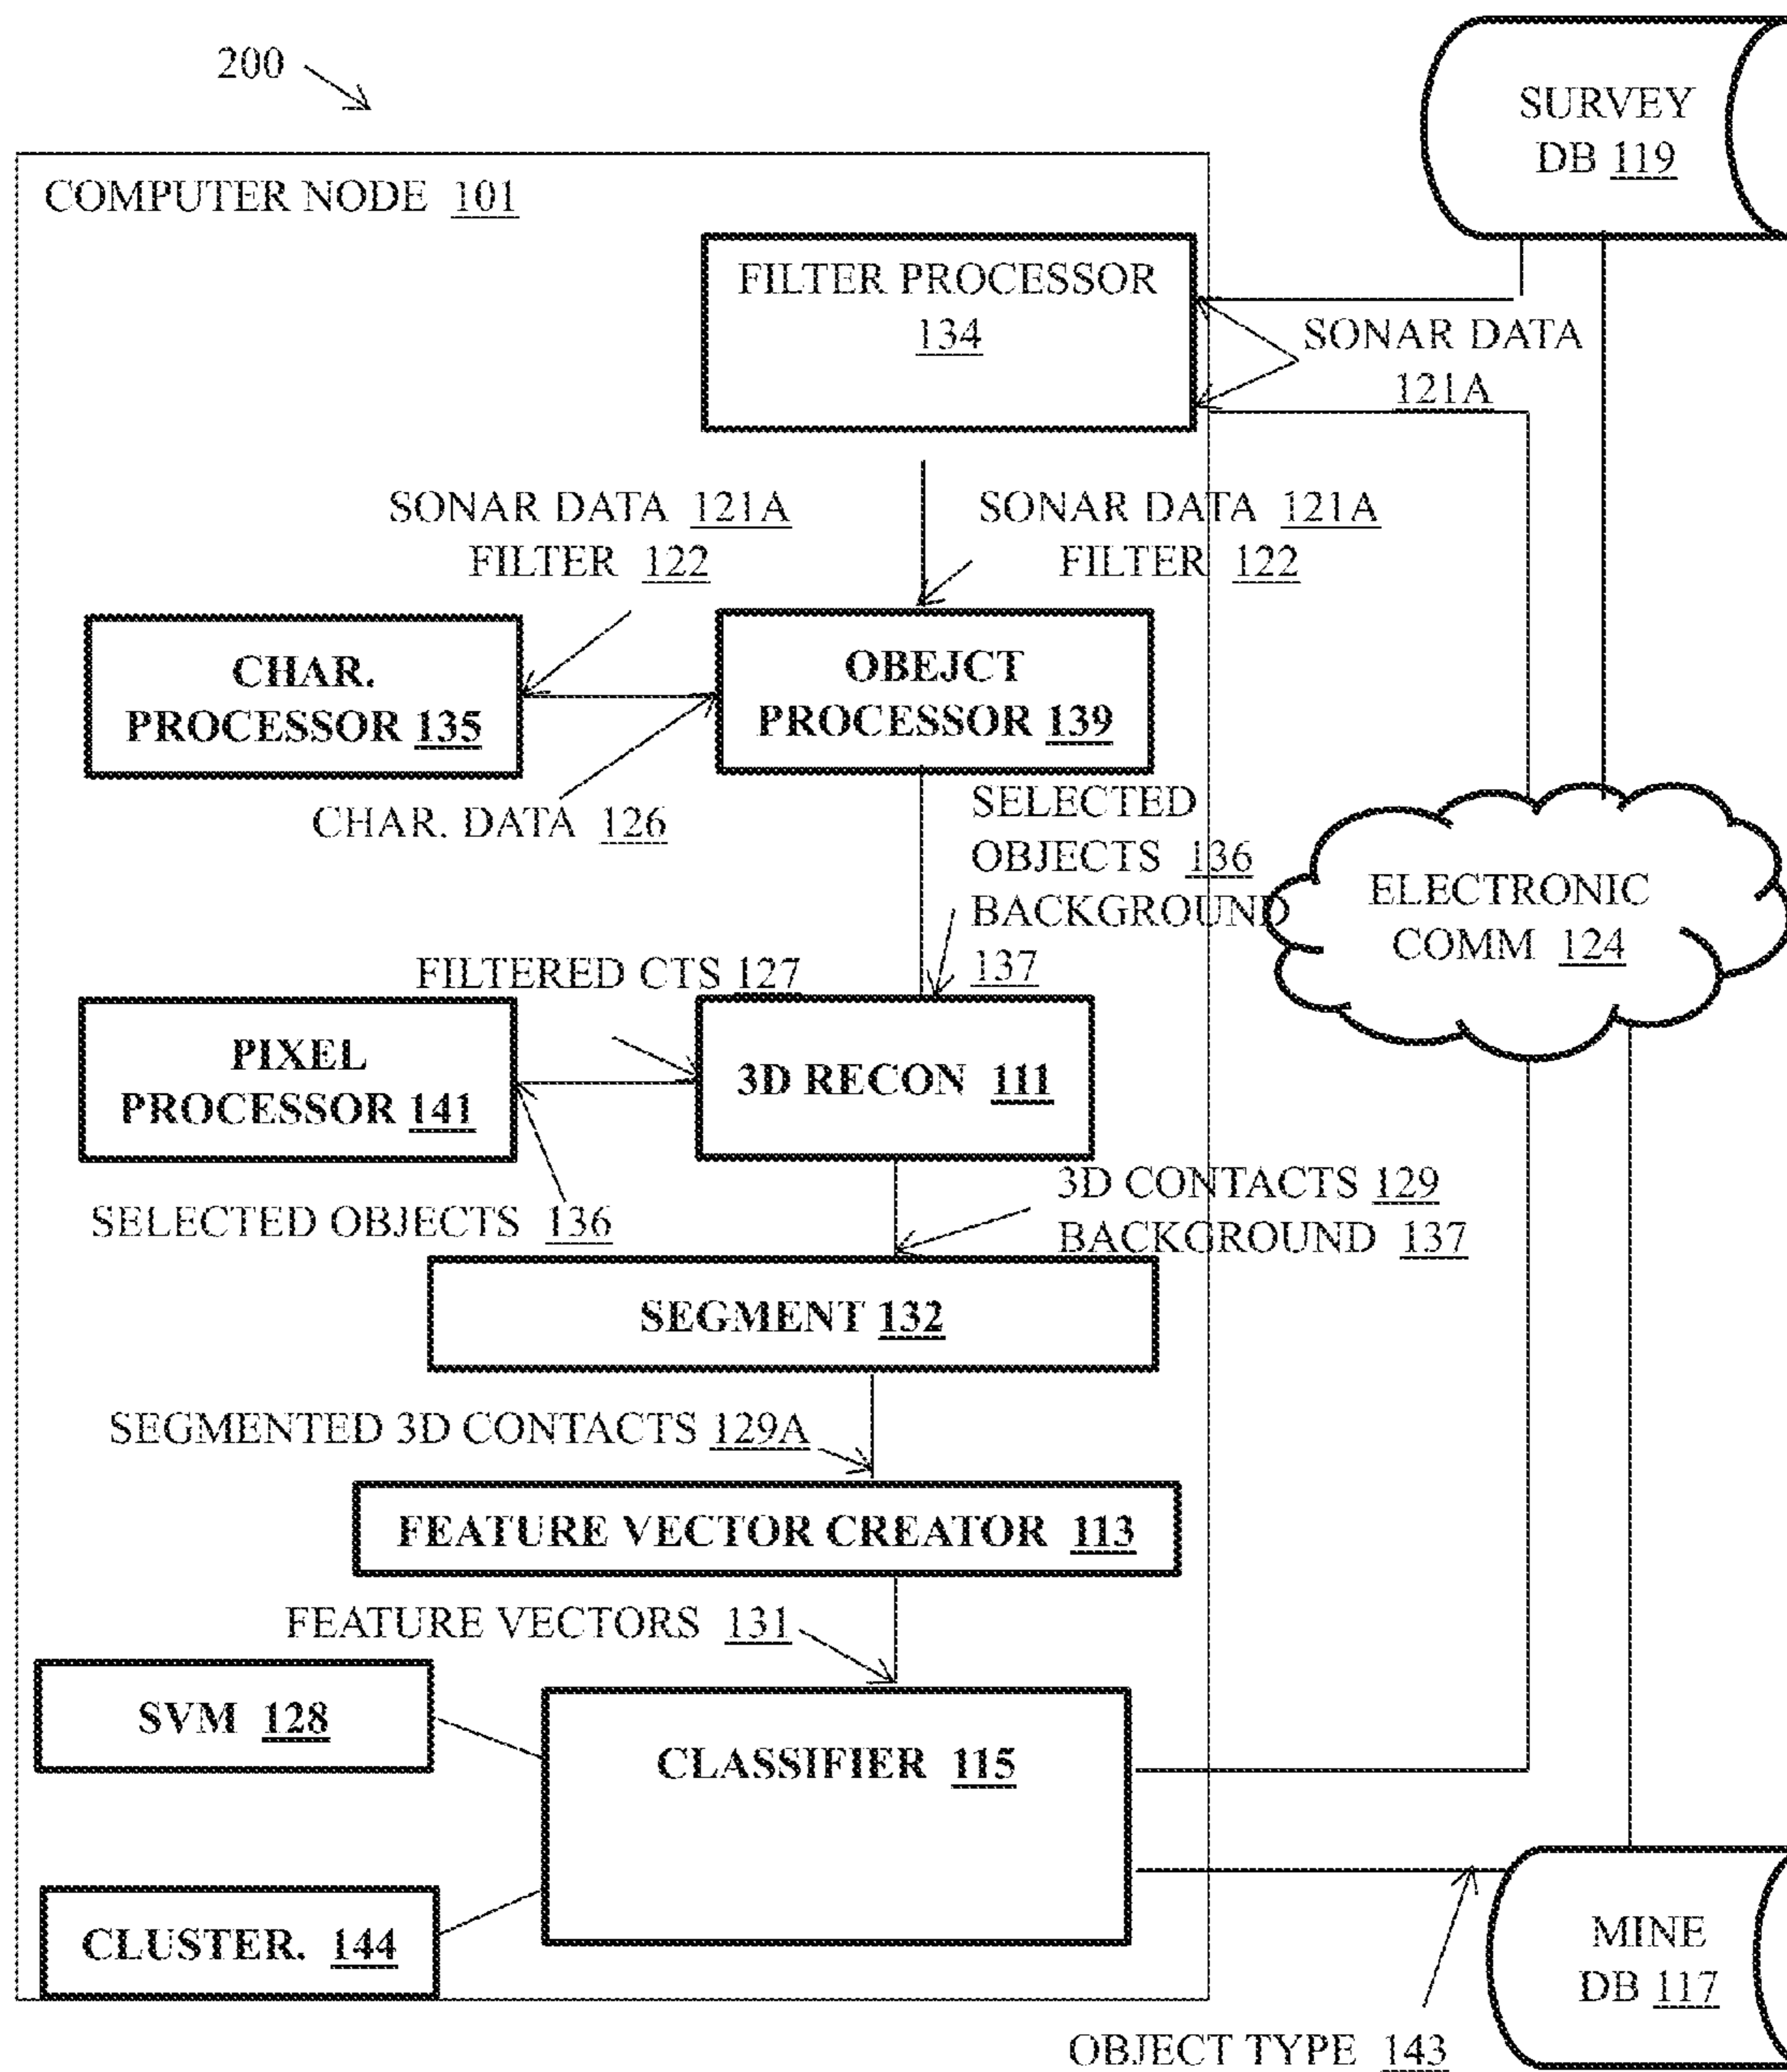 200
SURVEY
DB 119
COMPUTER NODE 101
FILTER PROCESSOR
134
SONAR DATA
121A
SONAR DATA 121A
FILTER 122
SONAR DATA 121A
FILTER 122
CHAR.
PROCESSOR 135
OBEJCT
PROCESSOR 139
CHAR. DATA 126
SELECTED
OBJECTS 136
BACKGROUND
137
ELECTRONIC
COMM 124
FILTERED CTS 127
PIXEL
PROCESSOR 141
3D RECON 111
SELECTED OBJECTS 136
3D CONTACTS 129
BACKGROUND 137
SEGMENT 132
SEGMENTED 3D CONTACTS 129A
FEATURE VECTOR CREATOR 113
FEATURE VECTORS 131
SVM 128
CLASSIFIER 115
CLUSTER. 144
MINE
DB 117
OBJECT TYPE 143